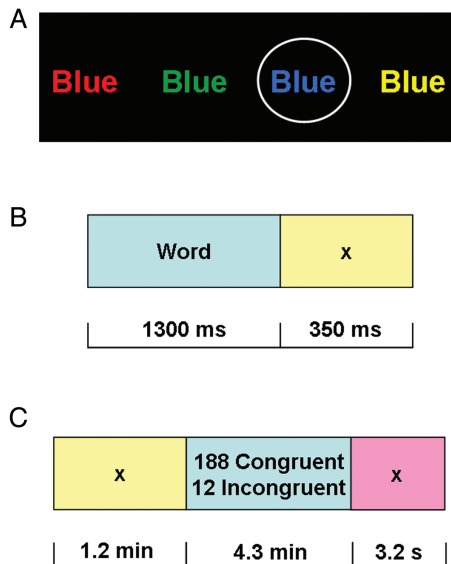 A
Blue Blue Blue Blue
B
Word x
1300 ms 350 ms
C
x 188 Congruent x
12 Incongruent
1.2 min 4.3 min 3.2 s